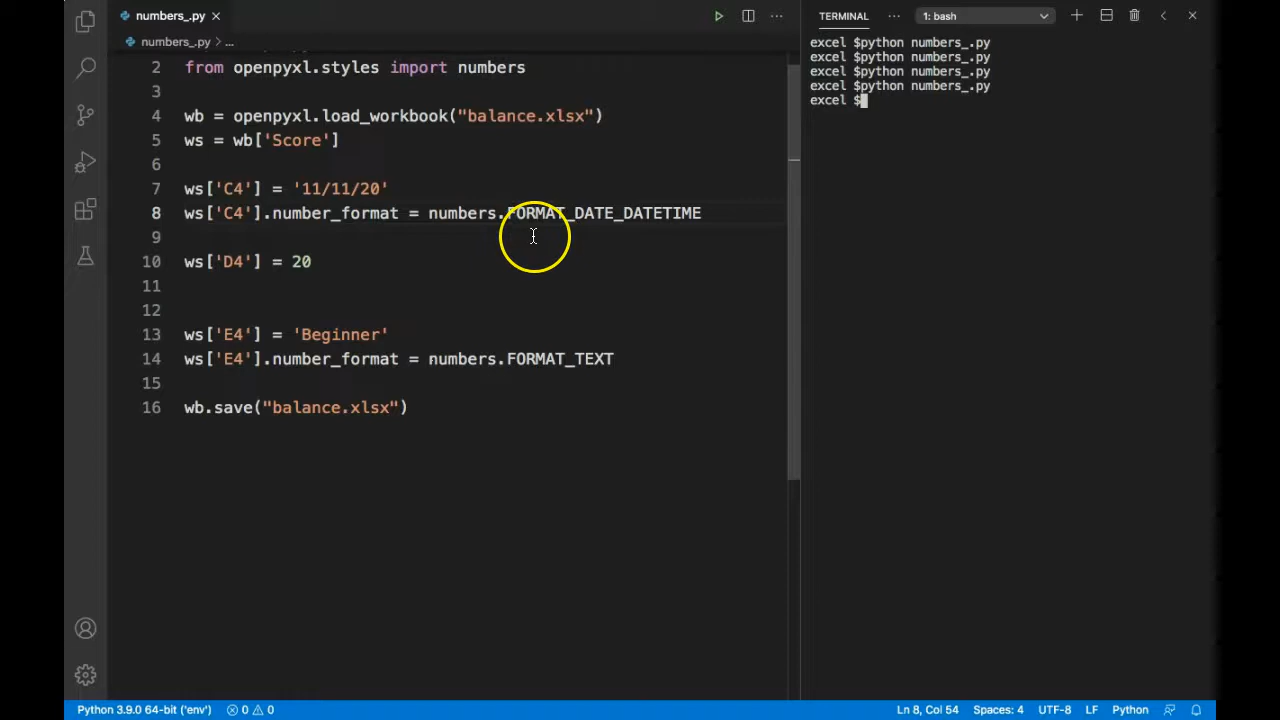 numbers_.py
TERMINAL
1: bash
numbers_.py > ...
2 from openpyxl.styles import numbers
3
4 wb = openpyxl.load_workbook("balance.xlsx")
5 ws = wb['Score']
6
7 ws['C4'] = '11/11/20'
8 ws['C4'].number_format = numbers.FORMAT_DATE_DATETIME
9
10 ws['D4'] = 20
11
12
13 ws['E4'] = 'Beginner'
14 ws['E4'].number_format = numbers.FORMAT_TEXT
15
16 wb.save("balance.xlsx")
excel $python numbers_.py
excel $python numbers_.py
excel $python numbers_.py
excel $python numbers_.py
excel $
Python 3.9.0 64-bit ('env') 0 0 Ln 8, Col 54 Spaces: 4 UTF-8 LF Python